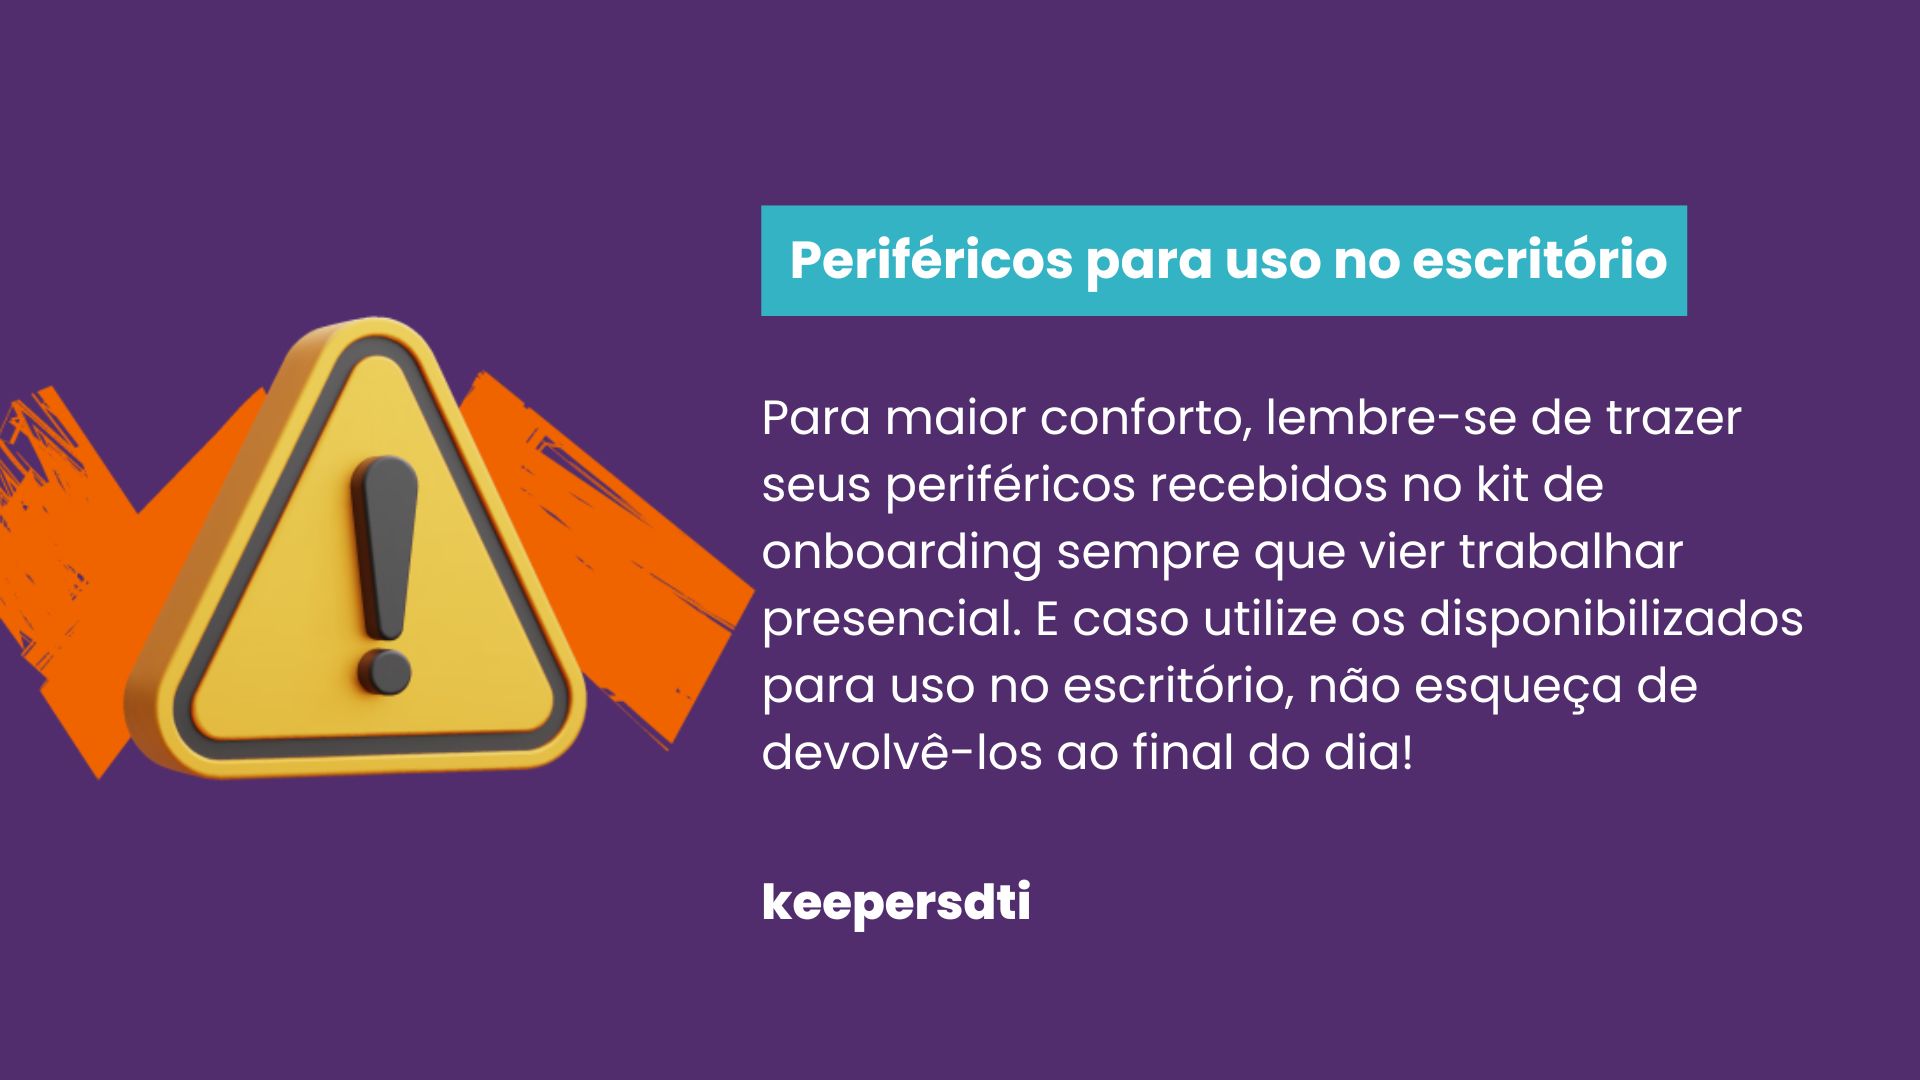 Periféricos para uso no escritório
Para maior conforto, lembre-se de trazer
seus periféricos recebidos no kit de
onboarding sempre que vier trabalhar
presencial. E caso utilize os disponibilizados
para uso no escritório, não esqueça de
devolvê-los ao final do dia!
keepersdti